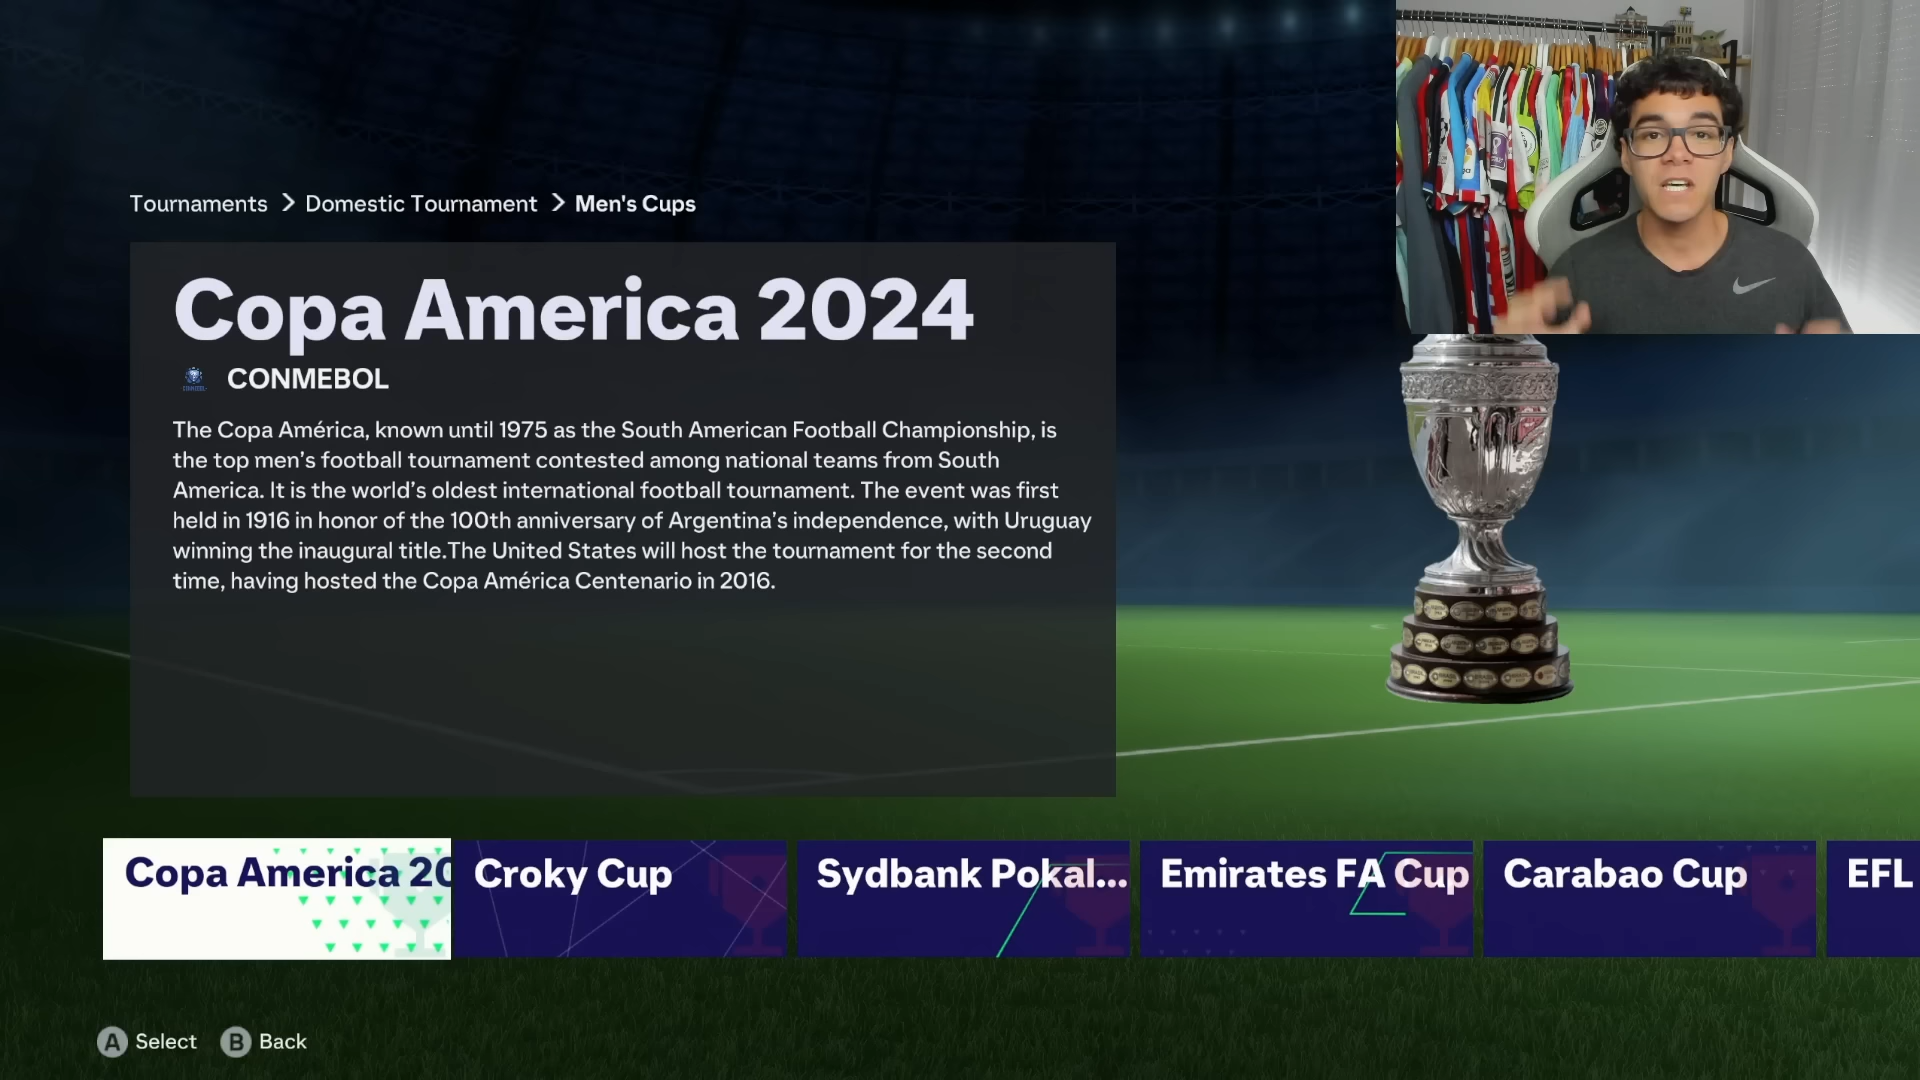 Tournaments > Domestic Tournament > Men's Cups
Copa America 2024
CONMEBOL
The Copa América, known until 1975 as the South American Football Championship, is
the top men's football tournament contested among national teams from South
America. It is the world's oldest international football tournament. The event was first
held in 1916 in honor of the 100th anniversary of Argentina's independence, with Uruguay
winning the inaugural title.The United States will host the tournament for the second
time, having hosted the Copa América Centenario in 2016.
Copa America 20
Croky Cup
Sydbank Pokal...
Emirates FA Cup
Carabao Cup
EFL
A Select
B Back